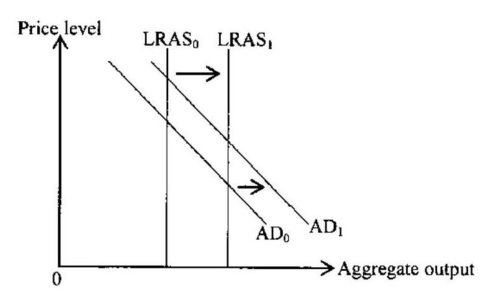 Price level
LRAS₀ LRAS₁
AD₀ AD₁
0
Aggregate output